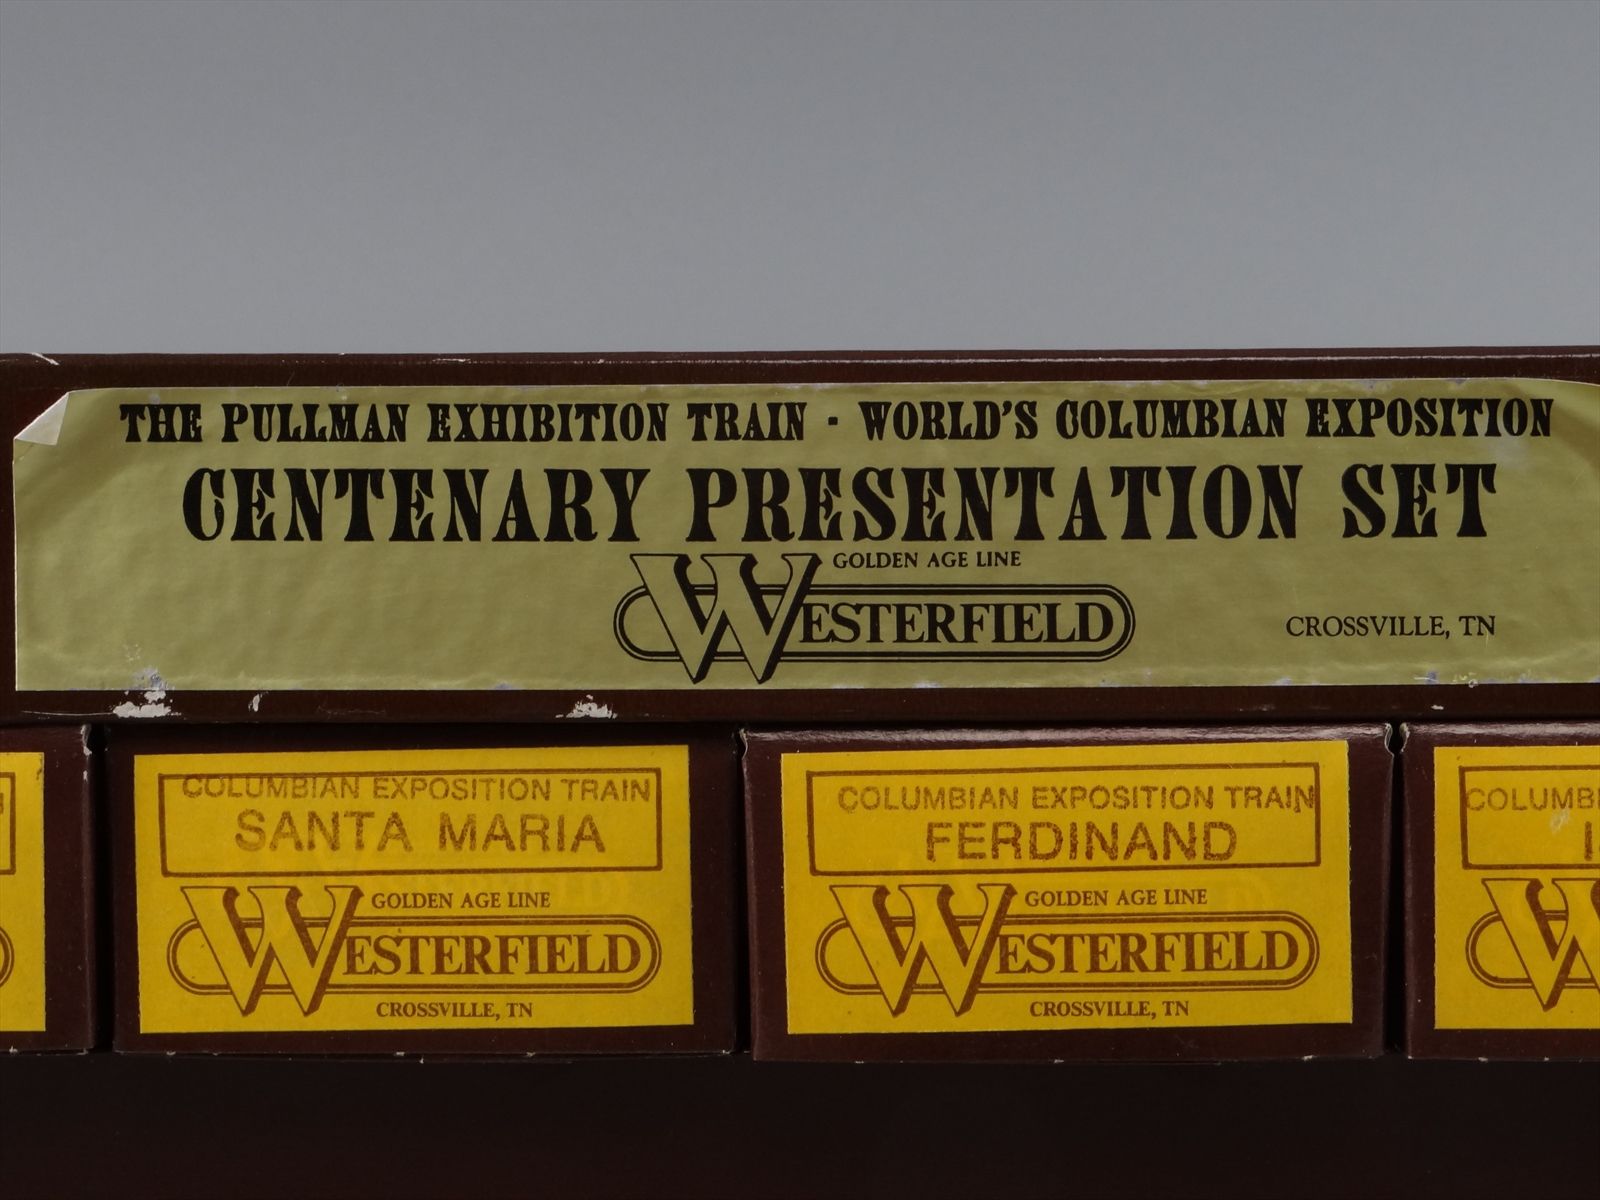 THE PULLMAN EXHIBITION TRAIN · WORLD'S COLUMBIAN EXPOSITION
CENTENARY PRESENTATION SET
GOLDEN AGE LINE
WESTERFIELD
CROSSVILLE, TN
COLUMBIAN EXPOSITION TRAIN
SANTA MARIA
GOLDEN AGE LINE
WESTERFIELD
CROSSVILLE, TN
COLUMBIAN EXPOSITION TRAIN
FERDINAND
GOLDEN AGE LINE
WESTERFIELD
CROSSVILLE, TN